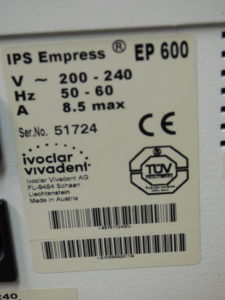 IPS Empress ® EP 600
V ~ 200 - 240
Hz 50 - 60
A 8.5 max
Ser.No. 51724
CE
ivoclar
vivadent
TÜV
Ivoclar Vivadent AG
FL-9494 Schaan
Liechtenstein
Made in Austria
240